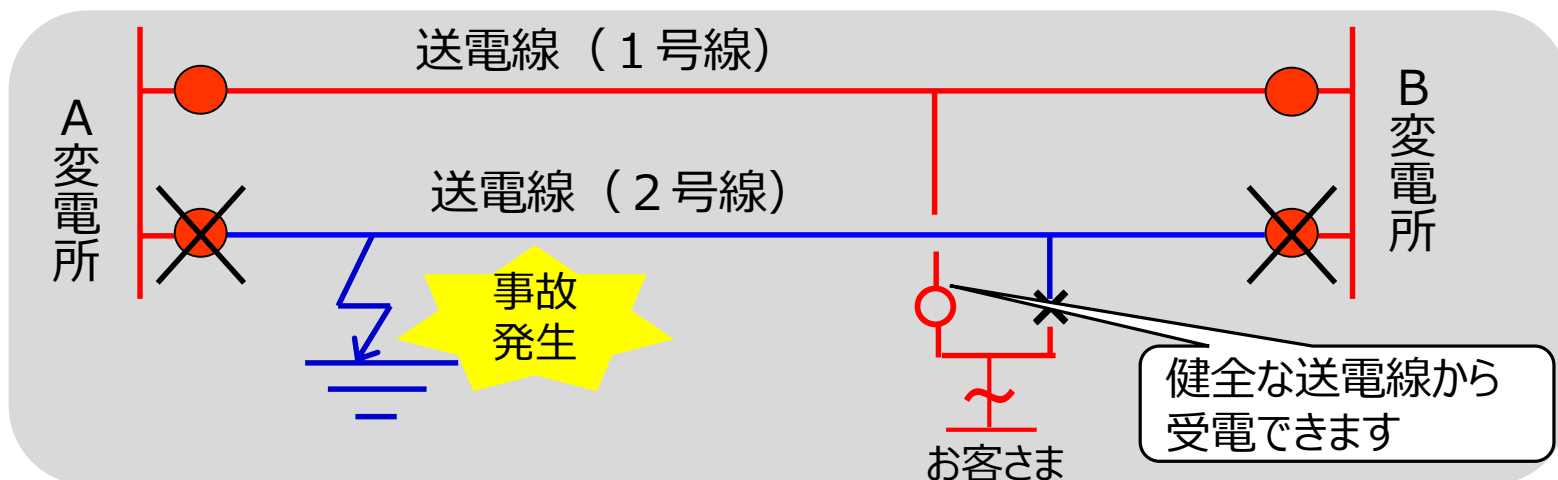 送電線（１号線）
A変電所
B変電所
送電線（２号線）
事故
発生
健全な送電線から
受電できます
お客さま